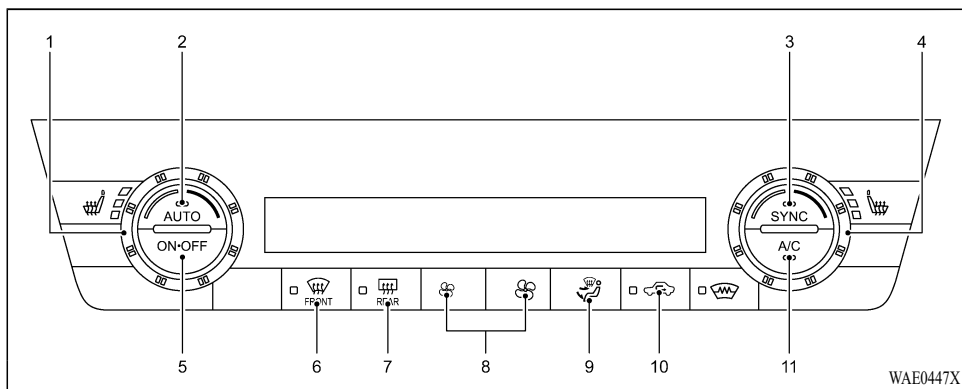 1 2 3 4
AUTO SYNC
ON•OFF A/C
FRONT REAR
5 6 7 8 9 10 11
WAE0447X